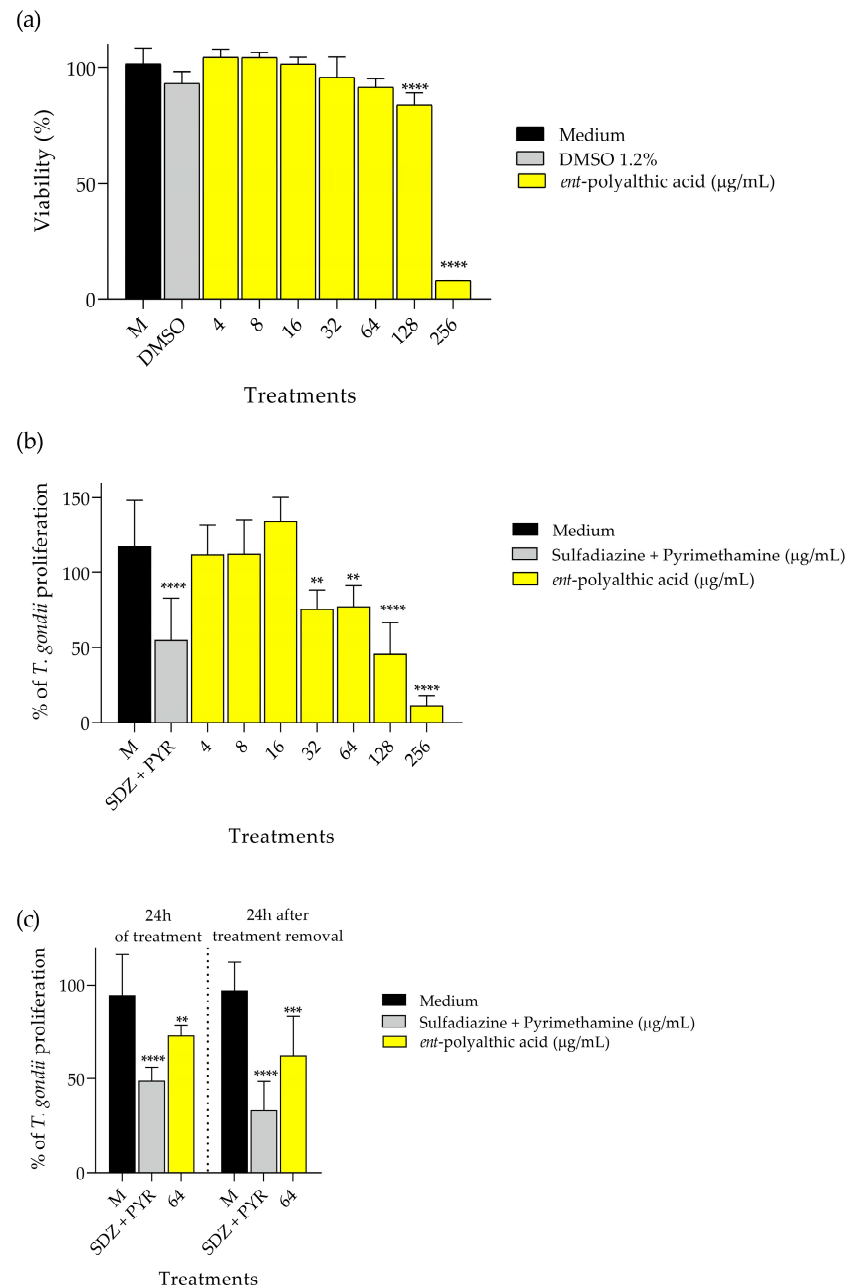 (a)
100
50
0
Viability (%)
****
****
M
DMSO
4
8
16
32
64
128
256
Treatments
Medium
DMSO 1.2%
ent-polyalthic acid (µg/mL)
(b)
150
100
50
0
% of T. gondii proliferation
****
**
**
****
****
M
SDZ + PYR
4
8
16
32
64
128
256
Treatments
Medium
Sulfadiazine + Pyrimethamine (µg/mL)
ent-polyalthic acid (µg/mL)
(c)
24h
of treatment
24h after
treatment removal
100
50
0
% of T. gondii proliferation
****
**
****
***
M
SDZ + PYR
64
M
SDZ + PYR
64
Treatments
Medium
Sulfadiazine + Pyrimethamine (µg/mL)
ent-polyalthic acid (µg/mL)